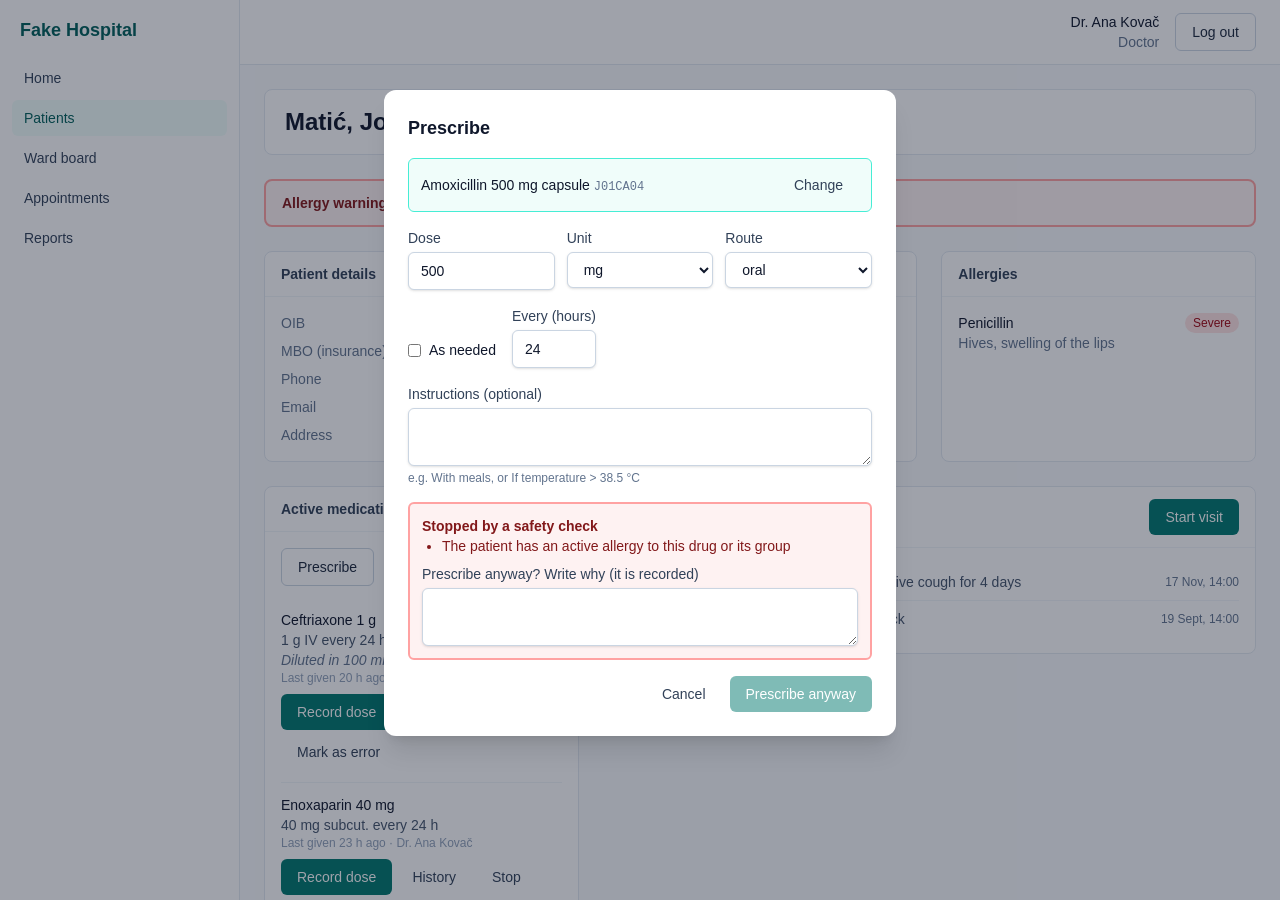 Fake Hospital
Dr. Ana Kovač
Doctor
Log out
Home
Patients
Ward board
Appointments
Reports
Matić, Jo
Allergy warning
Patient details
OIB
MBO (insurance)
Phone
Email
Address
Allergies
Penicillin
Severe
Hives, swelling of the lips
Active medicati
Prescribe
Ceftriaxone 1 g
1 g IV every 24 h
Diluted in 100 ml
Last given 20 h ago
Record dose
Mark as error
Enoxaparin 40 mg
40 mg subcut. every 24 h
Last given 23 h ago · Dr. Ana Kovač
Record dose
History
Stop
Start visit
ive cough for 4 days
17 Nov, 14:00
ck
19 Sept, 14:00
Prescribe
Amoxicillin 500 mg capsule J01CA04
Change
Dose
Unit
Route
500
mg
oral
As needed
Every (hours)
24
Instructions (optional)
e.g. With meals, or If temperature > 38.5 °C
Stopped by a safety check
• The patient has an active allergy to this drug or its group
Prescribe anyway? Write why (it is recorded)
Cancel
Prescribe anyway